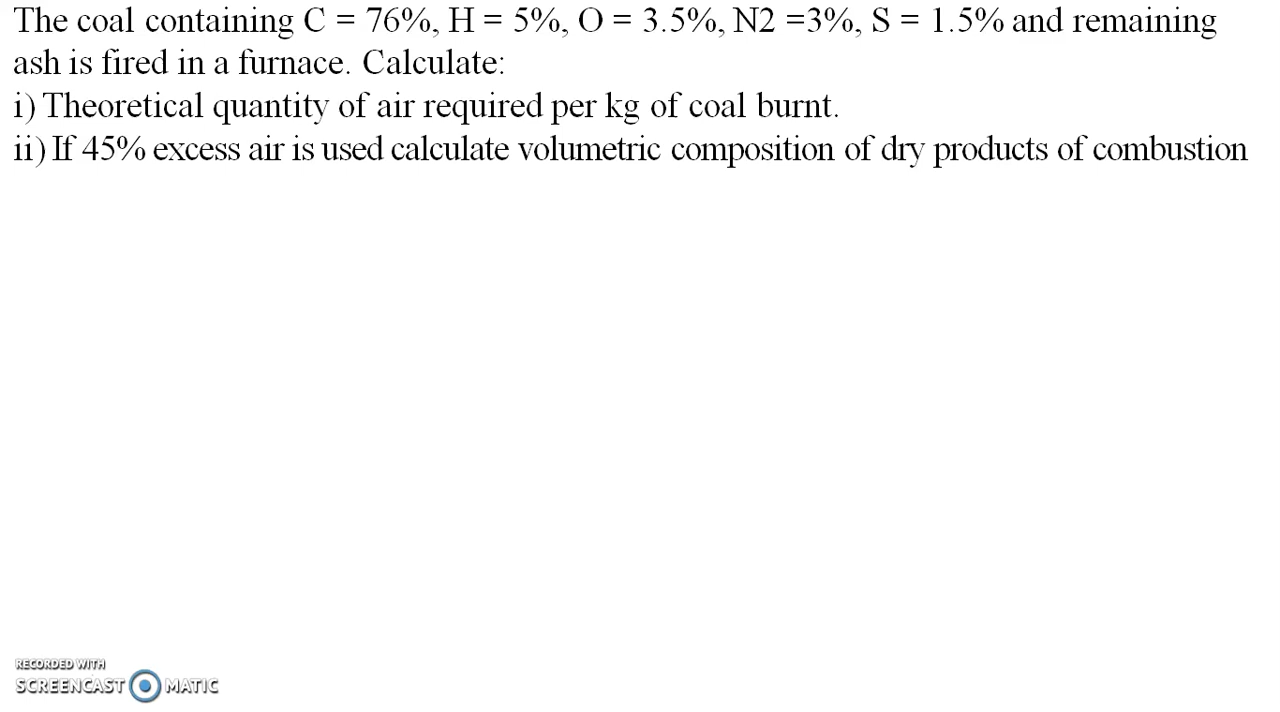 The coal containing C = 76%, H = 5%, O = 3.5%, N2 =3%, S = 1.5% and remaining
ash is fired in a furnace. Calculate:
i) Theoretical quantity of air required per kg of coal burnt.
ii) If 45% excess air is used calculate volumetric composition of dry products of combustion
RECORDED WITH
SCREENCAST MATIC